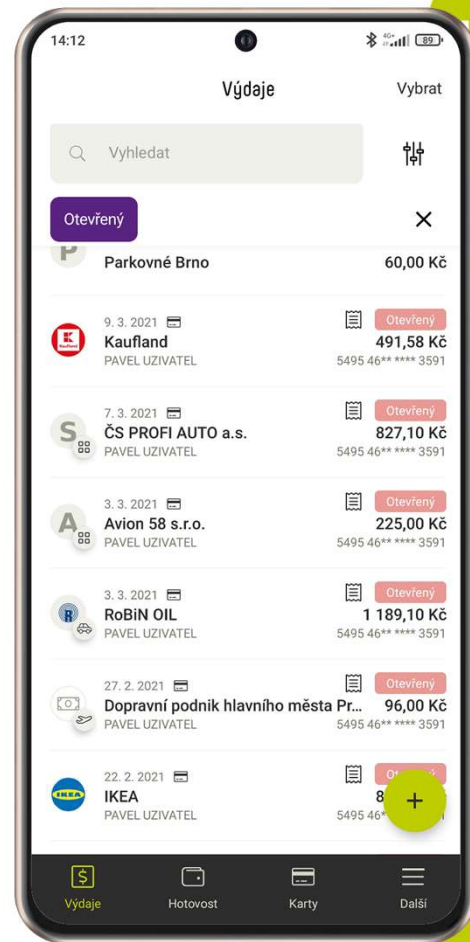 14:12
4G+
89
Výdaje
Vybrat
Vyhledat
Otevřený
P
Parkovné Brno
60,00 Kč
9. 3. 2021
Otevřený
K
Kaufland
Kaufland
491,58 Kč
PAVEL UZIVATEL
5495 46** **** 3591
7. 3. 2021
Otevřený
S
ČS PROFI AUTO a.s.
827,10 Kč
PAVEL UZIVATEL
5495 46** **** 3591
3. 3. 2021
Otevřený
A
Avion 58 s.r.o.
225,00 Kč
PAVEL UZIVATEL
5495 46** **** 3591
3. 3. 2021
Otevřený
R
RoBiN OIL
1 189,10 Kč
PAVEL UZIVATEL
5495 46** **** 3591
27. 2. 2021
Otevřený
Dopravní podnik hlavního města Pr...
96,00 Kč
PAVEL UZIVATEL
5495 46** **** 3591
22. 2. 2021
IKEA
IKEA
8
PAVEL UZIVATEL
5495 46*
+
$
Výdaje
Hotovost
Karty
Další